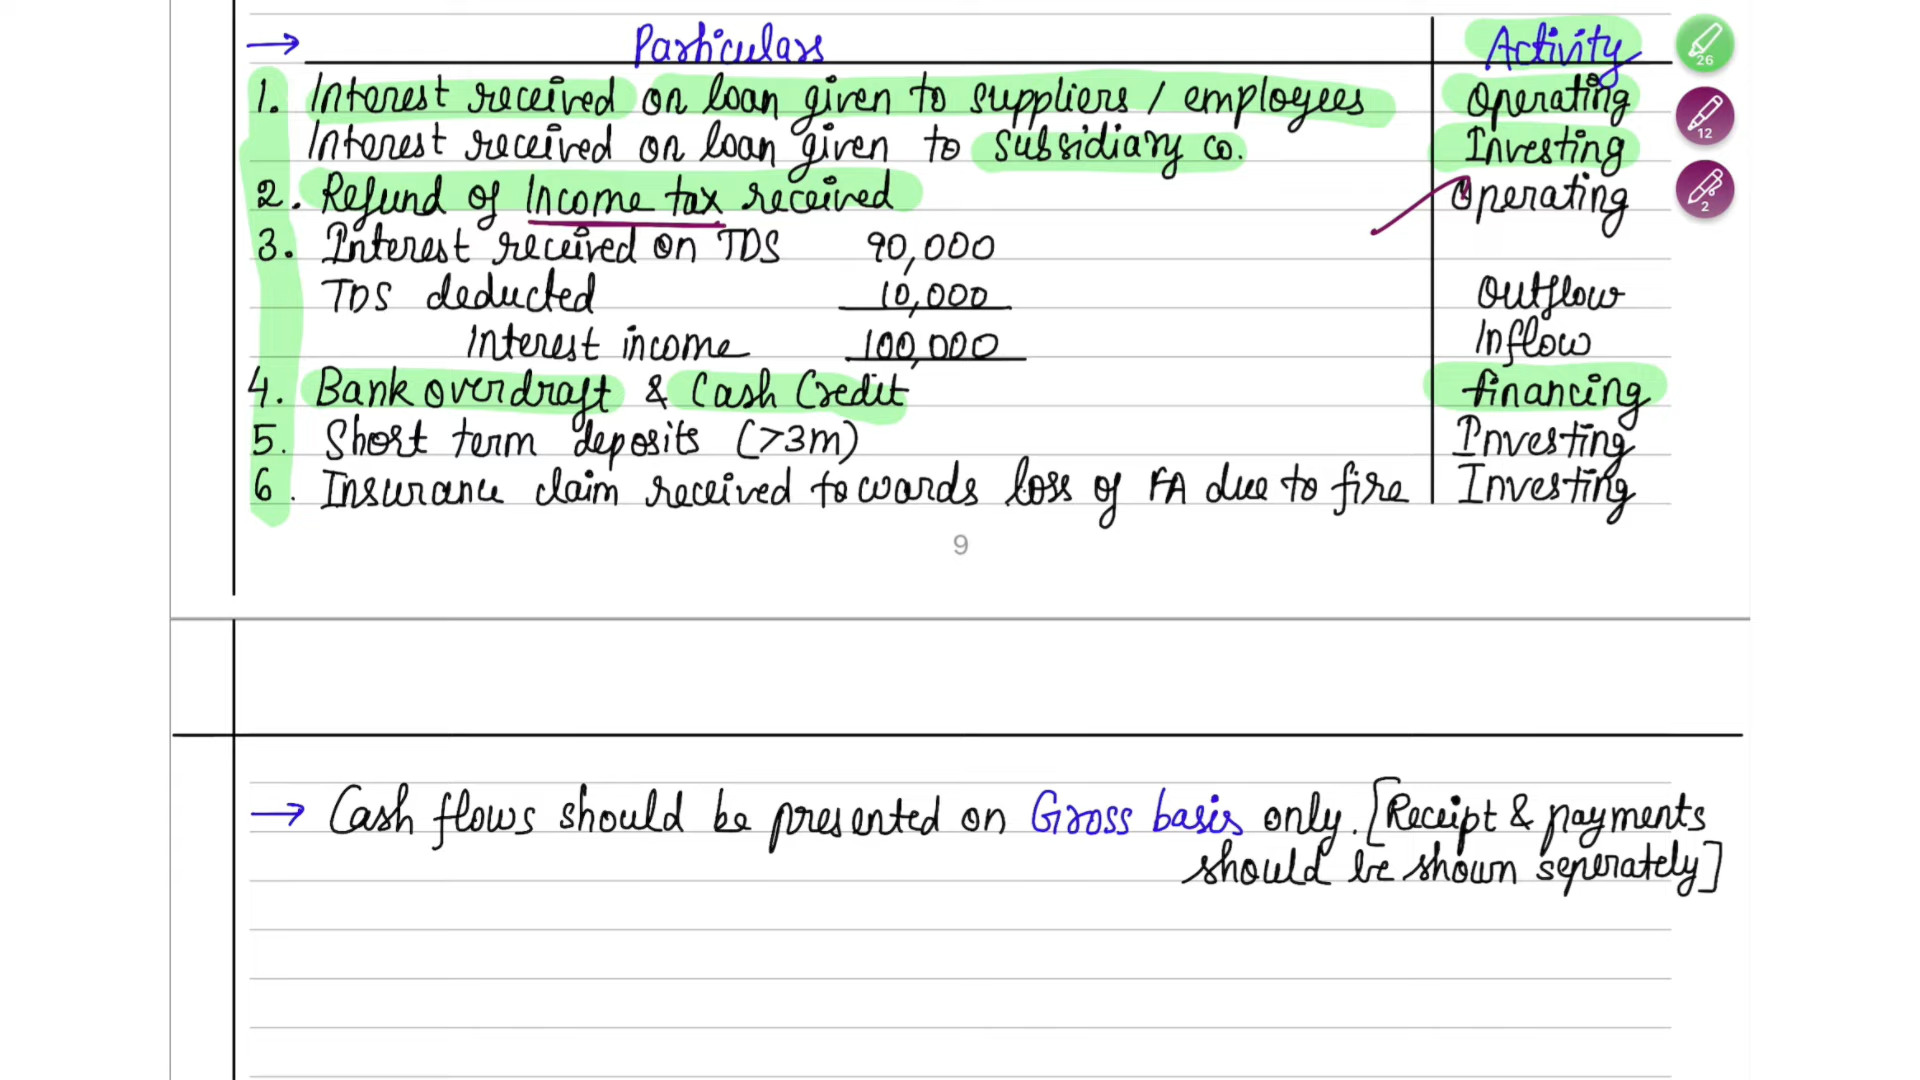 → Particulars Activity
1. Interest received on loan given to suppliers / employees Operating
Interest received on loan given to subsidiary co. Investing
2. Refund of Income tax received Operating
3. Interest received on TDS 90,000
TDS deducted 10,000 Outflow
Interest income 100,000 Inflow
4. Bank overdraft & Cash Credit financing
5. Short term deposits (>3m) Investing
6. Insurance claim received towards loss of FA due to fire Investing
9
→ Cash flows should be presented on Gross basis only. [Receipt & payments
should be shown seperately]
26
12
2